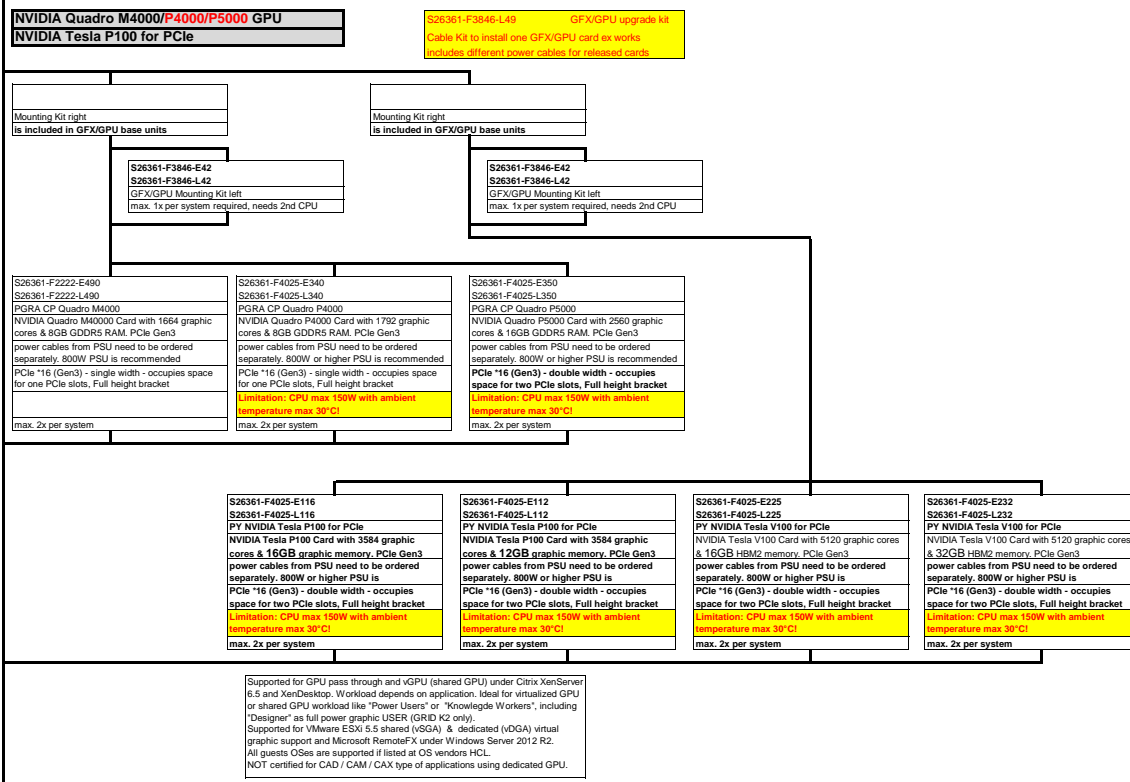 NVIDIA Quadro M4000/P4000/P5000 GPU
NVIDIA Tesla P100 for PCIe
S26361-F3846-L49 GFX/GPU upgrade kit
Cable Kit to install one GFX/GPU card ex works
includes different power cables for released cards
Mounting Kit right
is included in GFX/GPU base units
Mounting Kit right
is included in GFX/GPU base units
S26361-F3846-E42
S26361-F3846-L42
GFX/GPU Mounting Kit left
max. 1x per system required, needs 2nd CPU
S26361-F3846-E42
S26361-F3846-L42
GFX/GPU Mounting Kit left
max. 1x per system required, needs 2nd CPU
S26361-F2222-E490
S26361-F2222-L490
PGRA CP Quadro M4000
NVIDIA Quadro M40000 Card with 1664 graphic
cores & 8GB GDDR5 RAM. PCIe Gen3
power cables from PSU need to be ordered
separately. 800W PSU is recommended
PCIe *16 (Gen3) - single width - occupies space
for one PCIe slots, Full height bracket
max. 2x per system
S26361-F4025-E340
S26361-F4025-L340
PGRA CP Quadro P4000
NVIDIA Quadro P4000 Card with 1792 graphic
cores & 8GB GDDR5 RAM. PCIe Gen3
power cables from PSU need to be ordered
separately. 800W or higher PSU is recommended
PCIe *16 (Gen3) - single width - occupies space
for one PCIe slots, Full height bracket
Limitation: CPU max 150W with ambient
temperature max 30°C!
max. 2x per system
S26361-F4025-E350
S26361-F4025-L350
PGRA CP Quadro P5000
NVIDIA Quadro P5000 Card with 2560 graphic
cores & 16GB GDDR5 RAM. PCIe Gen3
power cables from PSU need to be ordered
separately. 800W or higher PSU is recommended
PCIe *16 (Gen3) - double width - occupies
space for two PCIe slots, Full height bracket
Limitation: CPU max 150W with ambient
temperature max 30°C!
max. 2x per system
S26361-F4025-E116
S26361-F4025-L116
PY NVIDIA Tesla P100 for PCIe
NVIDIA Tesla P100 Card with 3584 graphic
cores & 16GB graphic memory. PCIe Gen3
power cables from PSU need to be ordered
separately. 800W or higher PSU is
PCIe *16 (Gen3) - double width - occupies
space for two PCIe slots, Full height bracket
Limitation: CPU max 150W with ambient
temperature max 30°C!
max. 2x per system
S26361-F4025-E112
S26361-F4025-L112
PY NVIDIA Tesla P100 for PCIe
NVIDIA Tesla P100 Card with 3584 graphic
cores & 12GB graphic memory. PCIe Gen3
power cables from PSU need to be ordered
separately. 800W or higher PSU is
PCIe *16 (Gen3) - double width - occupies
space for two PCIe slots, Full height bracket
Limitation: CPU max 150W with ambient
temperature max 30°C!
max. 2x per system
S26361-F4025-E225
S26361-F4025-L225
PY NVIDIA Tesla V100 for PCIe
NVIDIA Tesla V100 Card with 5120 graphic cores
& 16GB HBM2 memory. PCIe Gen3
power cables from PSU need to be ordered
separately. 800W or higher PSU is
PCIe *16 (Gen3) - double width - occupies
space for two PCIe slots, Full height bracket
Limitation: CPU max 150W with ambient
temperature max 30°C!
max. 2x per system
S26361-F4025-E232
S26361-F4025-L232
PY NVIDIA Tesla V100 for PCIe
NVIDIA Tesla V100 Card with 5120 graphic cores
& 32GB HBM2 memory. PCIe Gen3
power cables from PSU need to be ordered
separately. 800W or higher PSU is
PCIe *16 (Gen3) - double width - occupies
space for two PCIe slots, Full height bracket
Limitation: CPU max 150W with ambient
temperature max 30°C!
max. 2x per system
Supported for GPU pass through and vGPU (shared GPU) under Citrix XenServer
6.5 and XenDesktop. Workload depends on application. Ideal for virtualized GPU
or shared GPU workload like "Power Users" or "Knowlegde Workers", including
"Designer" as full power graphic USER (GRID K2 only).
Supported for VMware ESXi 5.5 shared (vSGA) & dedicated (vDGA) virtual
graphic support and Microsoft RemoteFX under Windows Server 2012 R2.
All guests OSes are supported if listed at OS vendors HCL.
NOT certified for CAD / CAM / CAX type of applications using dedicated GPU.